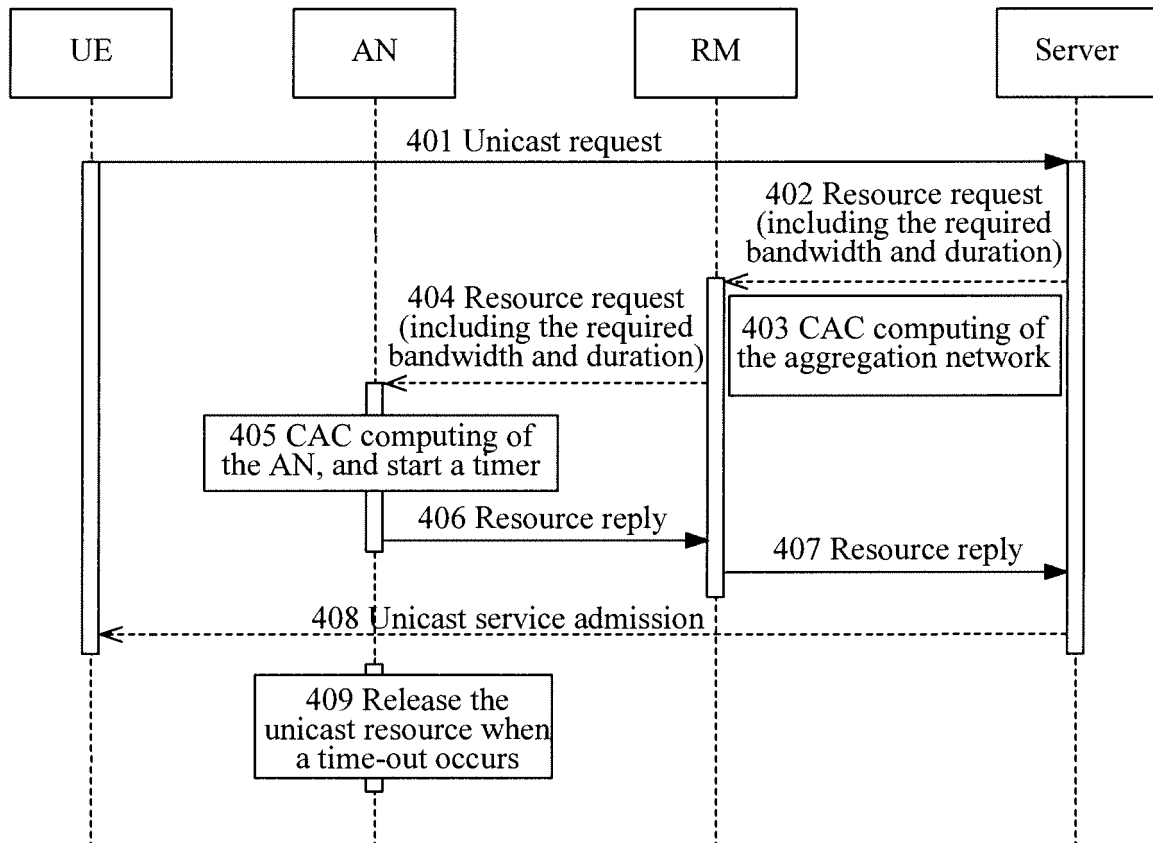 UE
AN
RM
Server
401 Unicast request
402 Resource request
(including the required
bandwidth and duration)
403 CAC computing of
the aggregation network
404 Resource request
(including the required
bandwidth and duration)
405 CAC computing of
the AN, and start a timer
406 Resource reply
407 Resource reply
408 Unicast service admission
409 Release the
unicast resource when
a time-out occurs